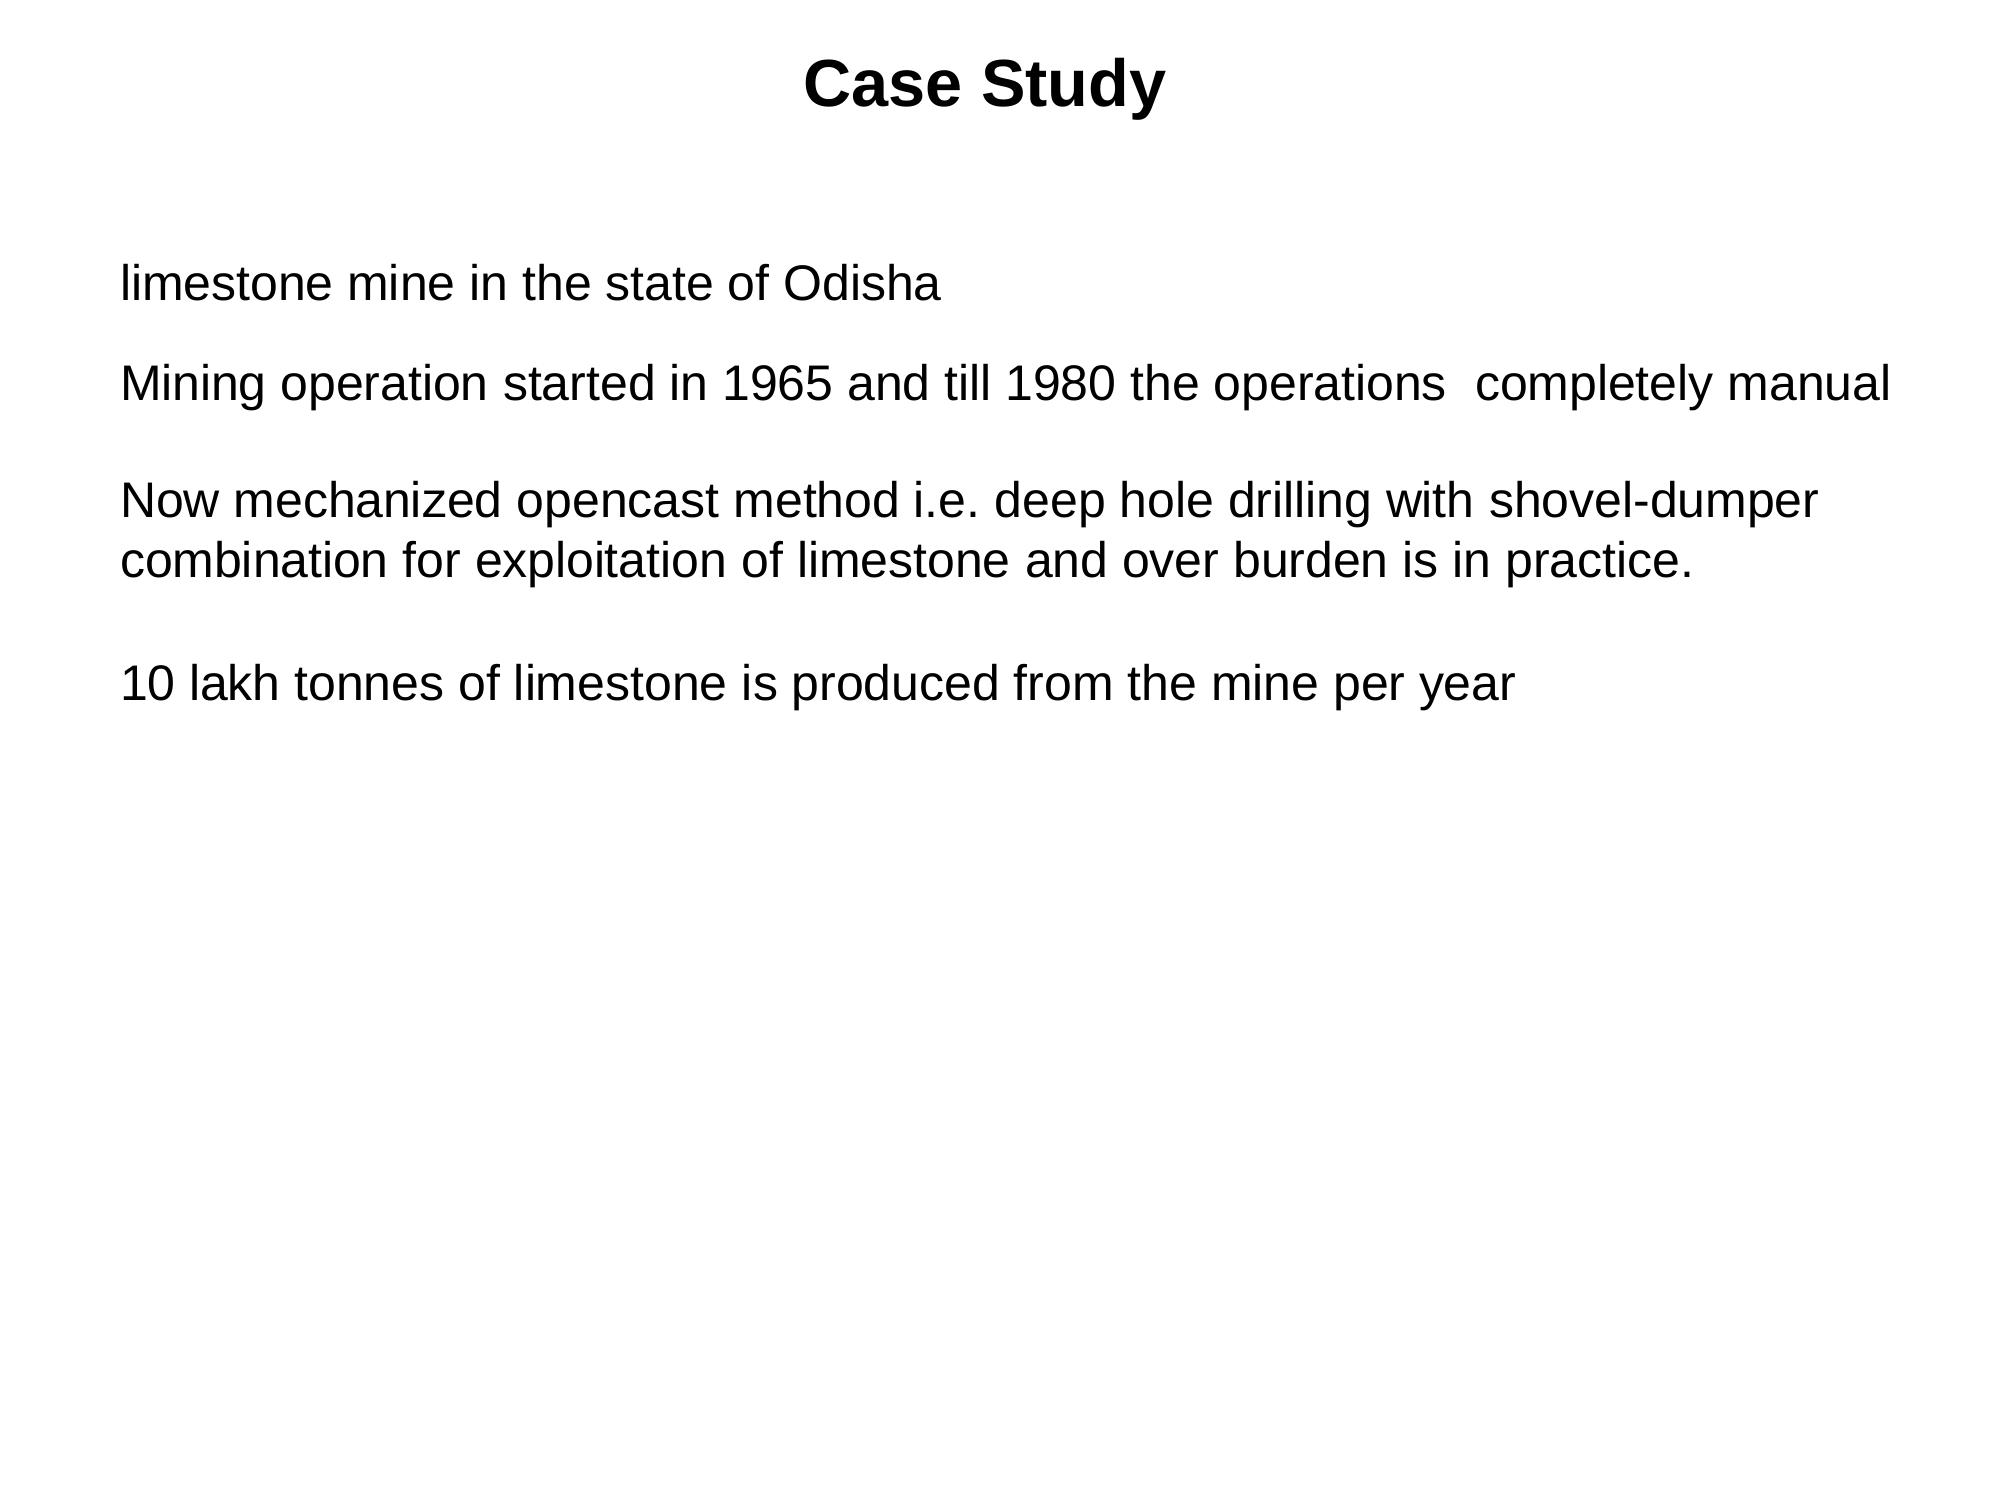 Case Study
limestone mine in the state of Odisha
Mining operation started in 1965 and till 1980 the operations  completely manual
Now mechanized opencast method i.e. deep hole drilling with shovel-dumper
combination for exploitation of limestone and over burden is in practice.
10 lakh tonnes of limestone is produced from the mine per year